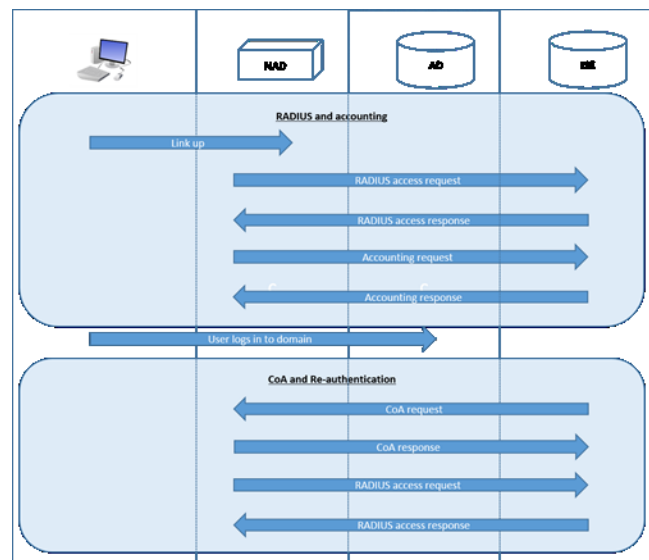 NAD
AD
ISE
RADIUS and accounting
Link up
RADIUS access request
RADIUS access response
Accounting request
Accounting response
User logs in to domain
CoA and Re-authentication
CoA request
CoA response
RADIUS access request
RADIUS access response